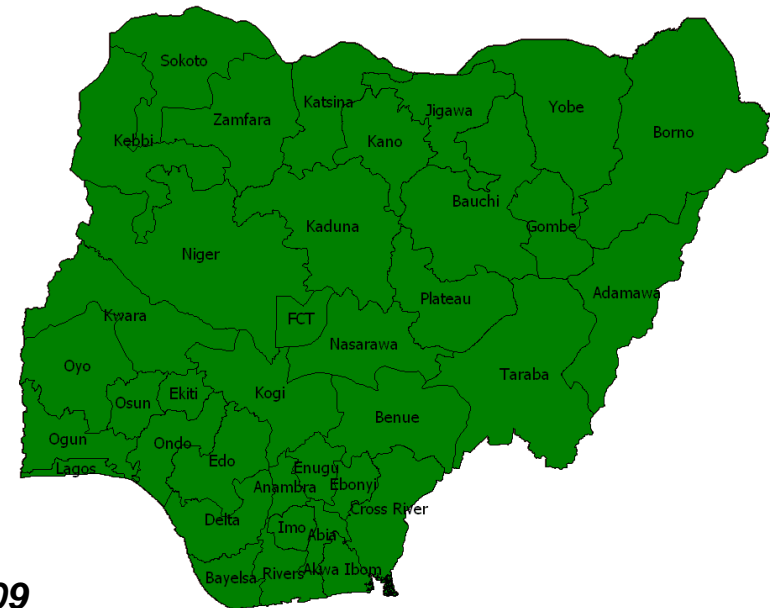 Sokoto
Katsina
Jigawa
Yobe
Zamfara
Borno
Kebbi
Kano
Bauchi
Kaduna
Gombe
Niger
Adamawa
Plateau
Kwara
FCT
Nasarawa
Oyo
Taraba
Ekiti
Kogi
Osun
Benue
Ogun
Ondo
Edo
Lagos
Enugu
Anambra
Ebonyi
Cross River
Delta
Imo
Abia
Bayelsa
Rivers
Akwa Ibom
09